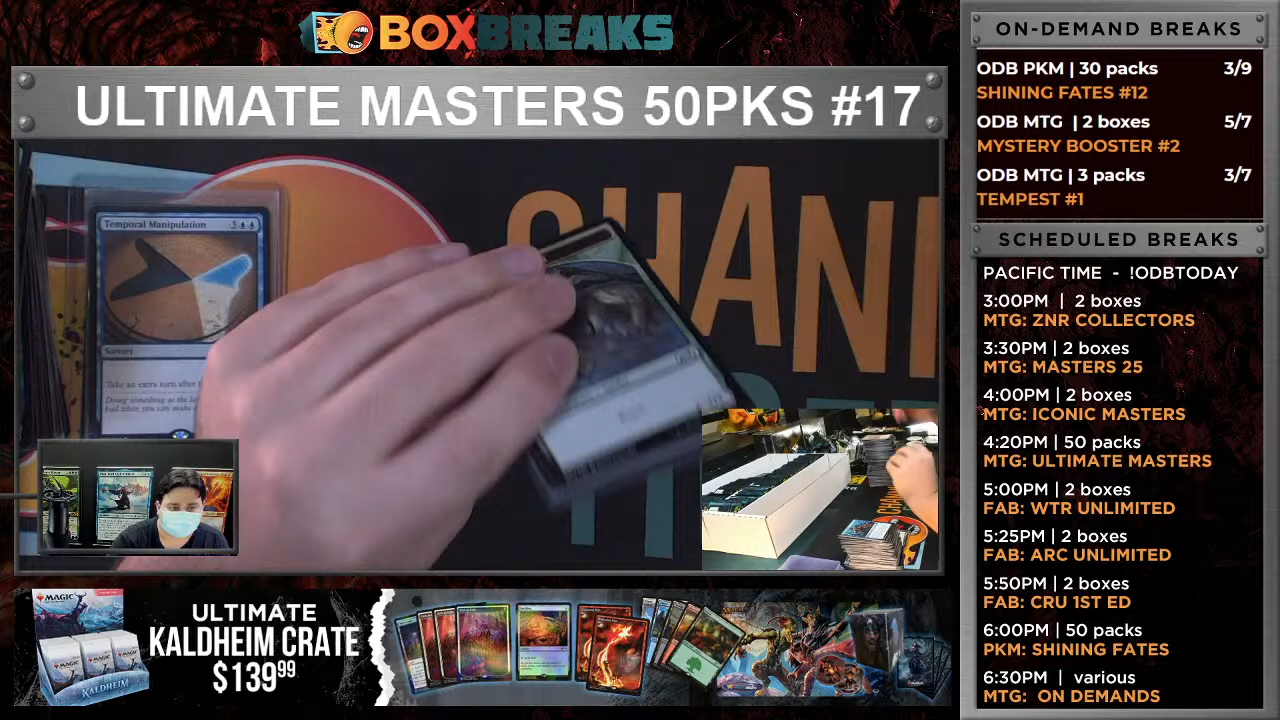 BOXBREAKS
ULTIMATE MASTERS 50PKS #17
CHANN
Temporal Manipulation
Sorcery
Take an extra turn after
ULTIMATE
KALDHEIM CRATE
$139.99
MAGIC
KALDHEIM
ON-DEMAND BREAKS
ODB PKM | 30 packs 3/9
SHINING FATES #12
ODB MTG | 2 boxes 5/7
MYSTERY BOOSTER #2
ODB MTG | 3 packs 3/7
TEMPEST #1
SCHEDULED BREAKS
PACIFIC TIME - !ODBTODAY
3:00PM | 2 boxes
MTG: ZNR COLLECTORS
3:30PM | 2 boxes
MTG: MASTERS 25
4:00PM | 2 boxes
MTG: ICONIC MASTERS
4:20PM | 50 packs
MTG: ULTIMATE MASTERS
5:00PM | 2 boxes
FAB: WTR UNLIMITED
5:25PM | 2 boxes
FAB: ARC UNLIMITED
5:50PM | 2 boxes
FAB: CRU 1ST ED
6:00PM | 50 packs
PKM: SHINING FATES
6:30PM | various
MTG: ON DEMANDS